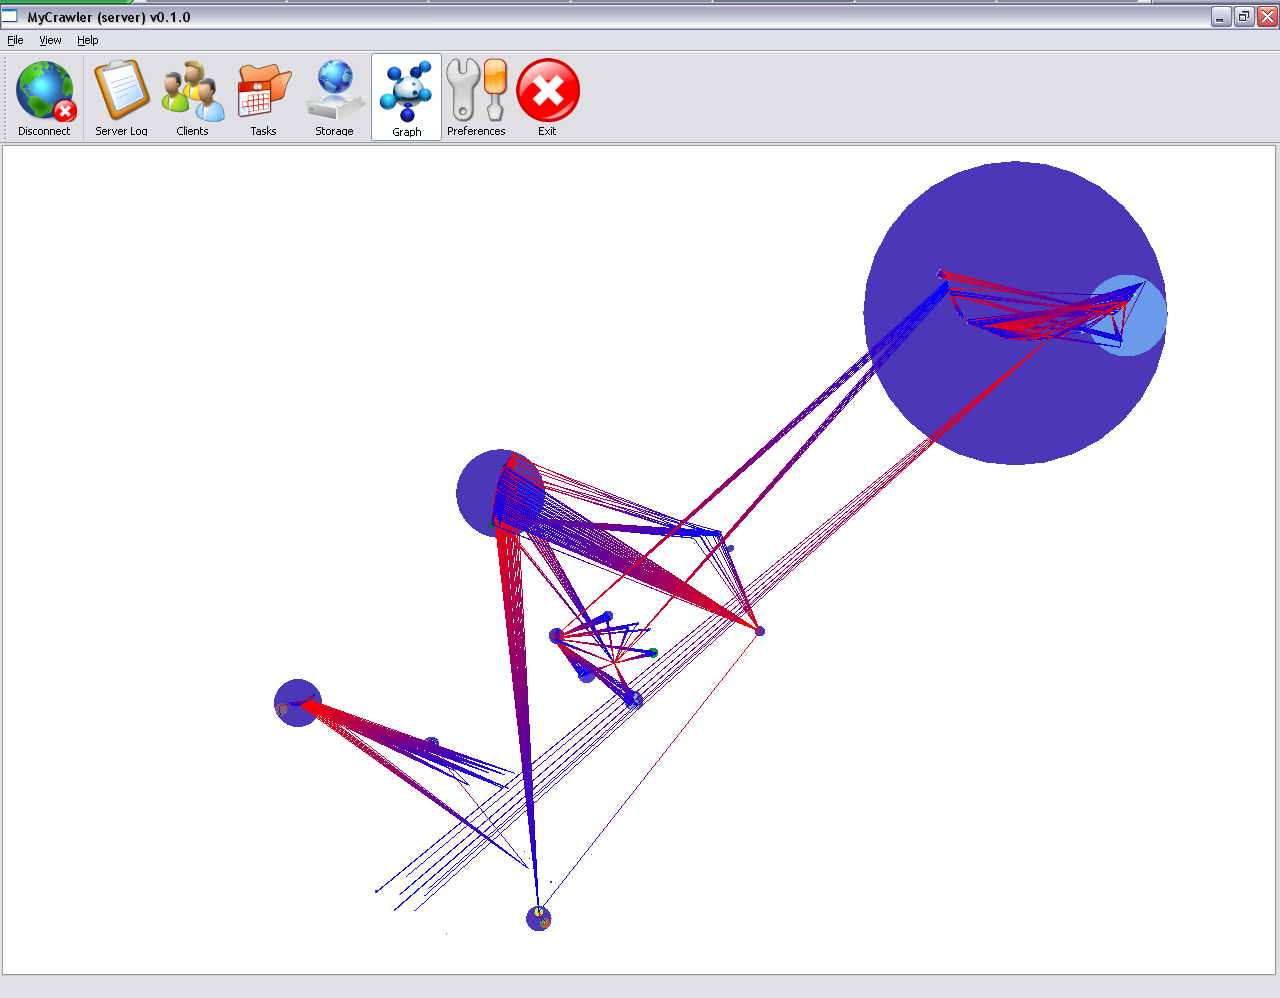 MyCrawler (server) v0.1.0
File View Help
Disconnect Server Log Clients Tasks Storage Graph Preferences Exit